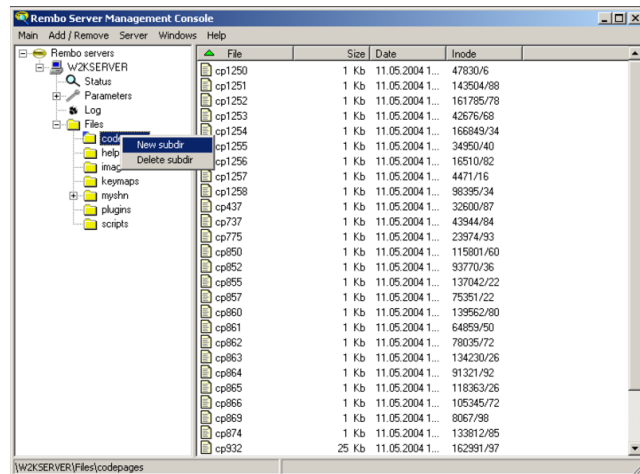 Rembo Server Management Console
Main Add / Remove Server Windows Help
Rembo servers
W2KSERVER
Status
Parameters
Log
Files
help
keymaps
myshn
plugins
scripts
New subdir
Delete subdir
File Size Date Inode
cp1250 1 Kb 11.05.2004 1... 47830/6
cp1251 1 Kb 11.05.2004 1... 143504/88
cp1252 1 Kb 11.05.2004 1... 161785/78
cp1253 1 Kb 11.05.2004 1... 42676/68
cp1254 1 Kb 11.05.2004 1... 166849/34
cp1255 1 Kb 11.05.2004 1... 34950/40
cp1256 1 Kb 11.05.2004 1... 16510/82
cp1257 1 Kb 11.05.2004 1... 4471/16
cp1258 1 Kb 11.05.2004 1... 98395/34
cp437 1 Kb 11.05.2004 1... 32600/87
cp737 1 Kb 11.05.2004 1... 43944/84
cp775 1 Kb 11.05.2004 1... 23974/93
cp850 1 Kb 11.05.2004 1... 115801/60
cp852 1 Kb 11.05.2004 1... 93770/36
cp855 1 Kb 11.05.2004 1... 137042/22
cp857 1 Kb 11.05.2004 1... 75351/22
cp860 1 Kb 11.05.2004 1... 139562/80
cp861 1 Kb 11.05.2004 1... 64859/50
cp862 1 Kb 11.05.2004 1... 78035/72
cp863 1 Kb 11.05.2004 1... 134230/26
cp864 1 Kb 11.05.2004 1... 91321/92
cp865 1 Kb 11.05.2004 1... 118363/26
cp866 1 Kb 11.05.2004 1... 105345/72
cp869 1 Kb 11.05.2004 1... 8067/98
cp874 1 Kb 11.05.2004 1... 133812/85
cp932 25 Kb 11.05.2004 1... 162991/97
\W2KSERVER\Files\codepages